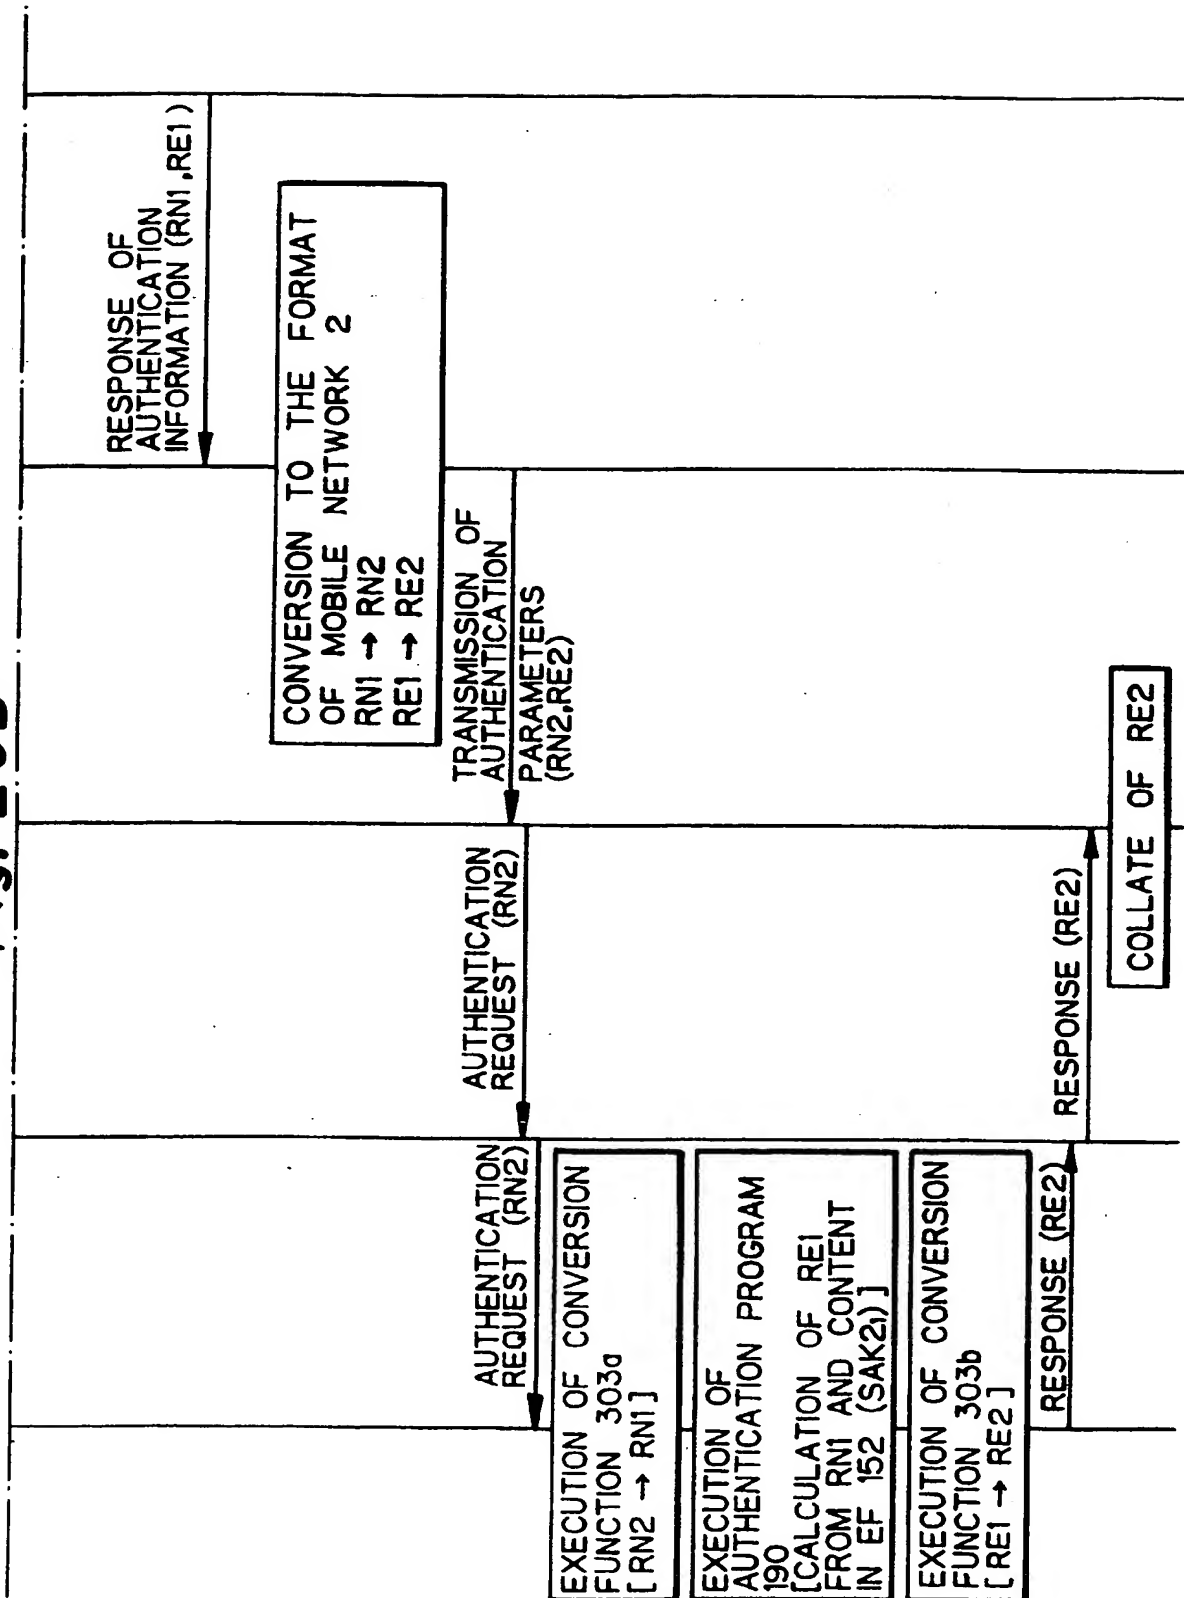 RESPONSE OF
AUTHENTICATION
INFORMATION (RN1,RE1)
CONVERSION TO THE FORMAT
OF MOBILE NETWORK 2
RN1 → RN2
RE1 → RE2
TRANSMISSION OF
AUTHENTICATION
PARAMETERS
(RN2,RE2)
AUTHENTICATION
REQUEST (RN2)
AUTHENTICATION
REQUEST (RN2)
EXECUTION OF CONVERSION
FUNCTION 303a
[RN2 → RN1]
EXECUTION OF
AUTHENTICATION PROGRAM
190
[CALCULATION OF RE1
FROM RN1 AND CONTENT
IN EF 152 (SAK2₁)]
EXECUTION OF CONVERSION
FUNCTION 303b
[RE1 → RE2]
RESPONSE (RE2)
RESPONSE (RE2)
COLLATE OF RE2